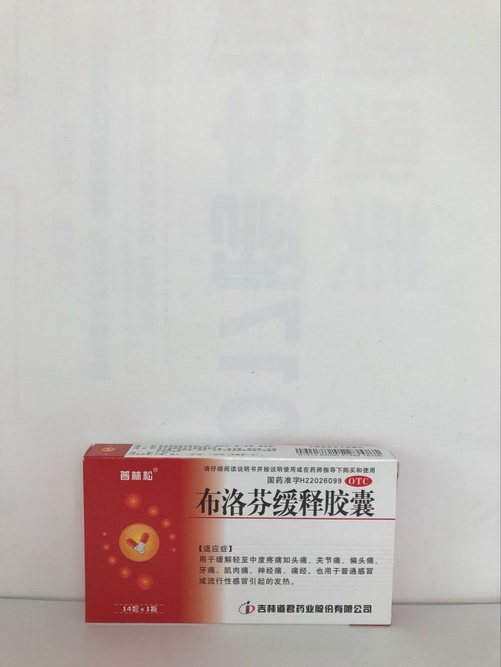 普林松®
请仔细阅读说明书并按说明使用或在药师指导下购买和使用
国药准字H22026099 OTC
布洛芬缓释胶囊
【适应症】
用于缓解轻至中度疼痛如头痛、关节痛、偏头痛、
牙痛、肌肉痛、神经痛、痛经。也用于普通感冒
或流行性感冒引起的发热。
14粒×1板
吉林道君药业股份有限公司